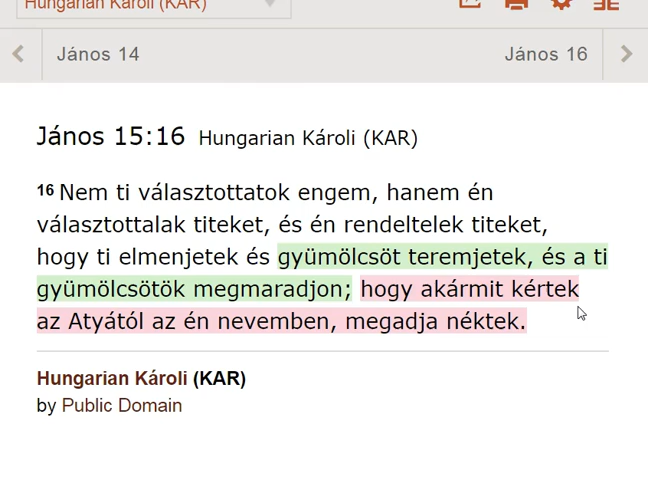 Hungarian Károli (KAR)
János 14
János 16
János 15:16 Hungarian Károli (KAR)
16 Nem ti választottatok engem, hanem én
választottalak titeket, és én rendeltelek titeket,
hogy ti elmenjetek és gyümölcsöt teremjetek, és a ti
gyümölcsötök megmaradjon; hogy akármit kértek
az Atyától az én nevemben, megadja néktek.
Hungarian Károli (KAR)
by Public Domain